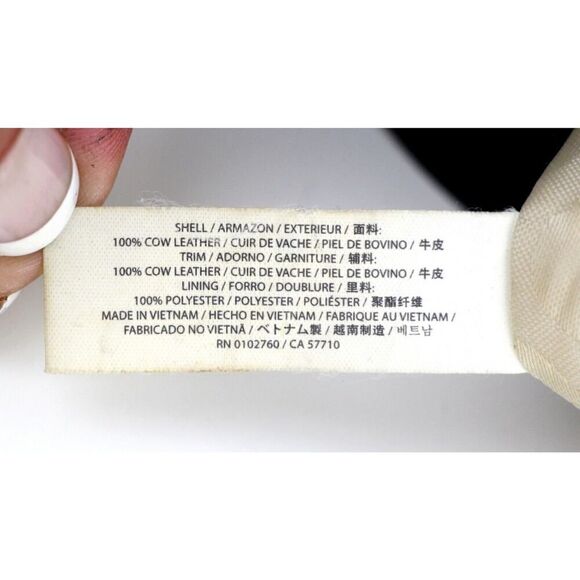 SHELL / ARMAZON / EXTERIEUR / 面料:
100% COW LEATHER / CUIR DE VACHE / PIEL DE BOVINO / 牛皮
TRIM / ADORNO / GARNITURE / 辅料:
100% COW LEATHER / CUIR DE VACHE / PIEL DE BOVINO / 牛皮
LINING / FORRO / DOUBLURE / 里料:
100% POLYESTER / POLYESTER / POLIÉSTER / 聚酯纤维
MADE IN VIETNAM / HECHO EN VIETNAM / FABRIQUE AU VIETNAM /
FABRICADO NO VIETNÃ / ベトナム製 / 越南制造 / 베트남
RN 0102760 / CA 57710